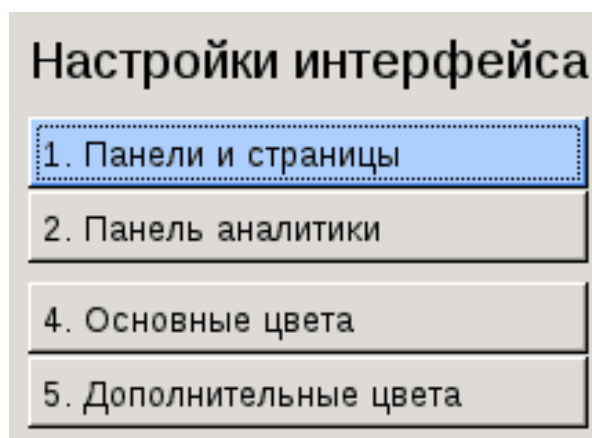 Настройки интерфейса
1. Панели и страницы
2. Панель аналитики
4. Основные цвета
5. Дополнительные цвета